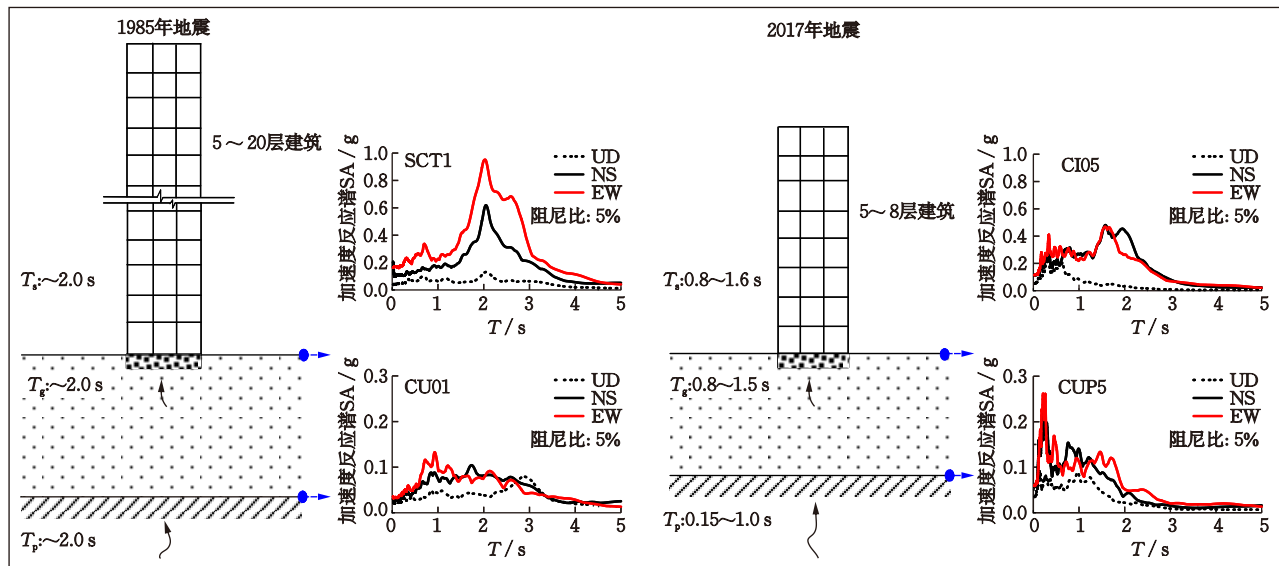 1985年地震
5～20层建筑
Ts:～2.0 s
Tg:～2.0 s
Tp:～2.0 s
SCT1
UD
NS
EW
阻尼比: 5%
加速度反应谱SA / g
1.0
0.8
0.6
0.4
0.2
0.0
0 1 2 3 4 5
T / s
CU01
UD
NS
EW
阻尼比: 5%
加速度反应谱SA / g
0.3
0.2
0.1
0.0
0 1 2 3 4 5
T / s
2017年地震
5～8层建筑
Ts:0.8～1.6 s
Tg:0.8～1.5 s
Tp:0.15～1.0 s
CI05
UD
NS
EW
阻尼比: 5%
加速度反应谱SA / g
1.0
0.8
0.6
0.4
0.2
0.0
0 1 2 3 4 5
T / s
CUP5
UD
NS
EW
阻尼比: 5%
加速度反应谱SA / g
0.3
0.2
0.1
0.0
0 1 2 3 4 5
T / s